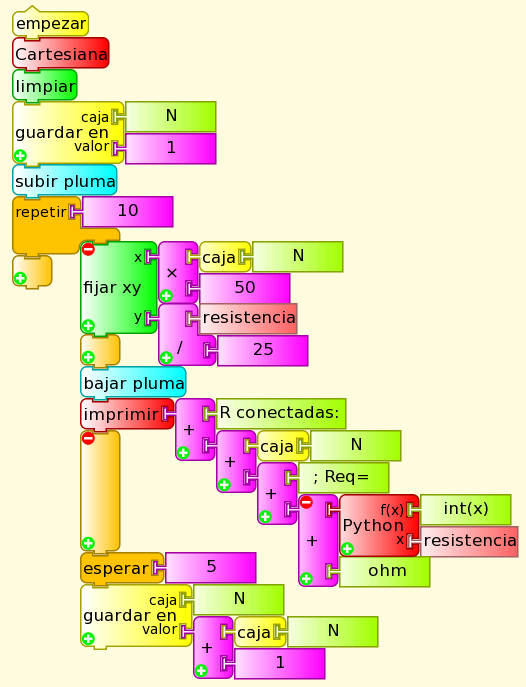 empezar
Cartesiana
limpiar
caja N
guardar en
valor 1
subir pluma
repetir 10
x × caja N
50
fijar xy
y / resistencia
25
bajar pluma
imprimir + R conectadas:
+ caja N
+ ; Req=
+ Python f(x) int(x)
x resistencia
ohm
esperar 5
caja N
guardar en
valor + caja N
1